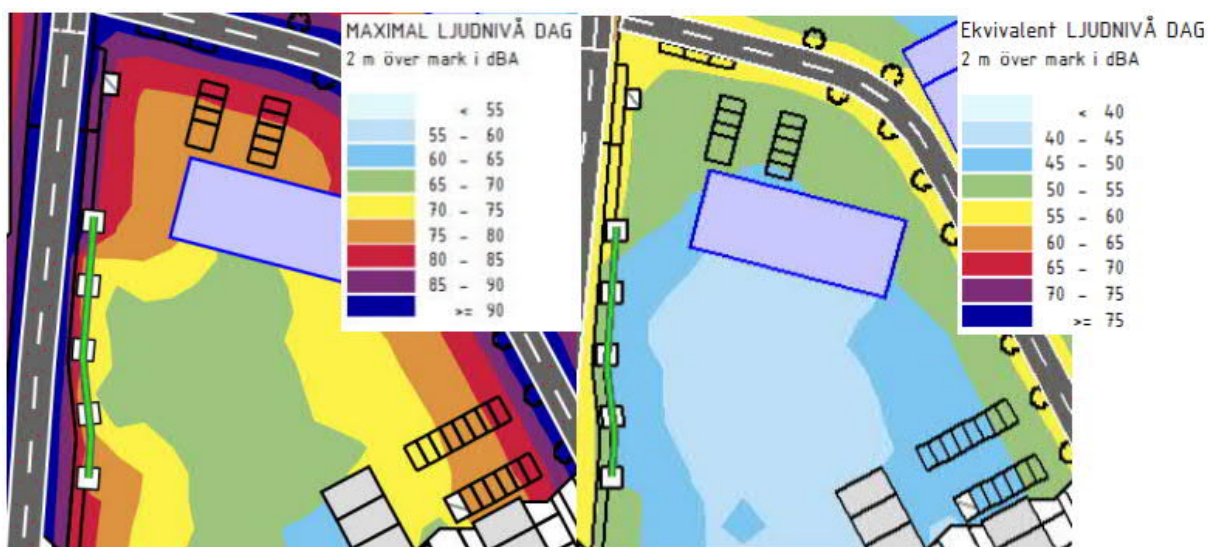 MAXIMAL LJUDNIVÅ DAG
2 m över mark i dBA
< 55
55 - 60
60 - 65
65 - 70
70 - 75
75 - 80
80 - 85
85 - 90
>= 90
Ekvivalent LJUDNIVÅ DAG
2 m över mark i dBA
< 40
40 - 45
45 - 50
50 - 55
55 - 60
60 - 65
65 - 70
70 - 75
>= 75